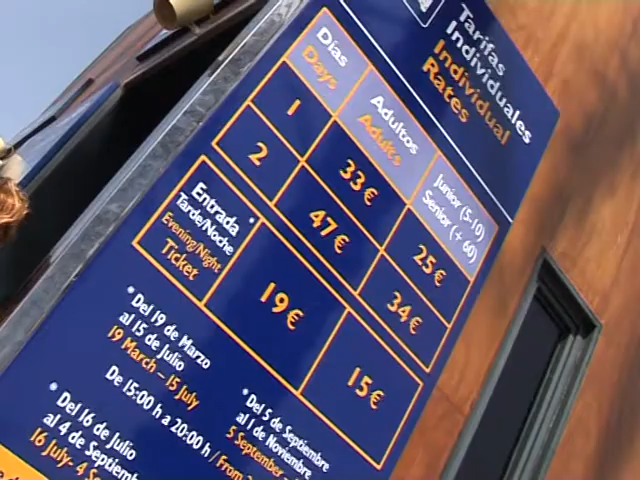 Tarifas
Individuales
Individual
Rates
Días
Days
Adultos
Adults
Junior (5-10)
Senior (+ 60)
1
33€
25€
2
47€
34€
Entrada *
Tarde/Noche
Evening/Night
Ticket
19€
15€
* Del 19 de Marzo
al 15 de Julio
19 March – 15 July
De 15:00 h a 20:00 h / From
* Del 16 de Julio
al 4 de Septiemb
16 July- 4 S
* Del 5 de Septiembre
al 1 de Noviembre
5 September